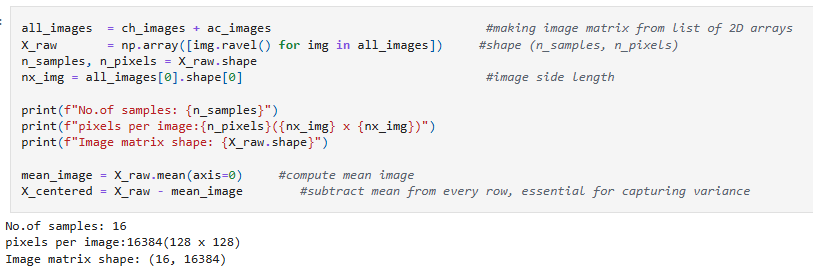 all_images  = ch_images + ac_images                              #making image matrix from list of 2D arrays
X_raw       = np.array([img.ravel() for img in all_images])     #shape (n_samples, n_pixels)
n_samples, n_pixels = X_raw.shape
nx_img = all_images[0].shape[0]                                  #image side length
print(f"No.of samples: {n_samples}")
print(f"pixels per image:{n_pixels}({nx_img} x {nx_img})")
print(f"Image matrix shape: {X_raw.shape}")
mean_image = X_raw.mean(axis=0)     #compute mean image
X_centered = X_raw - mean_image        #subtract mean from every row, essential for capturing variance
No.of samples: 16
pixels per image:16384(128 x 128)
Image matrix shape: (16, 16384)